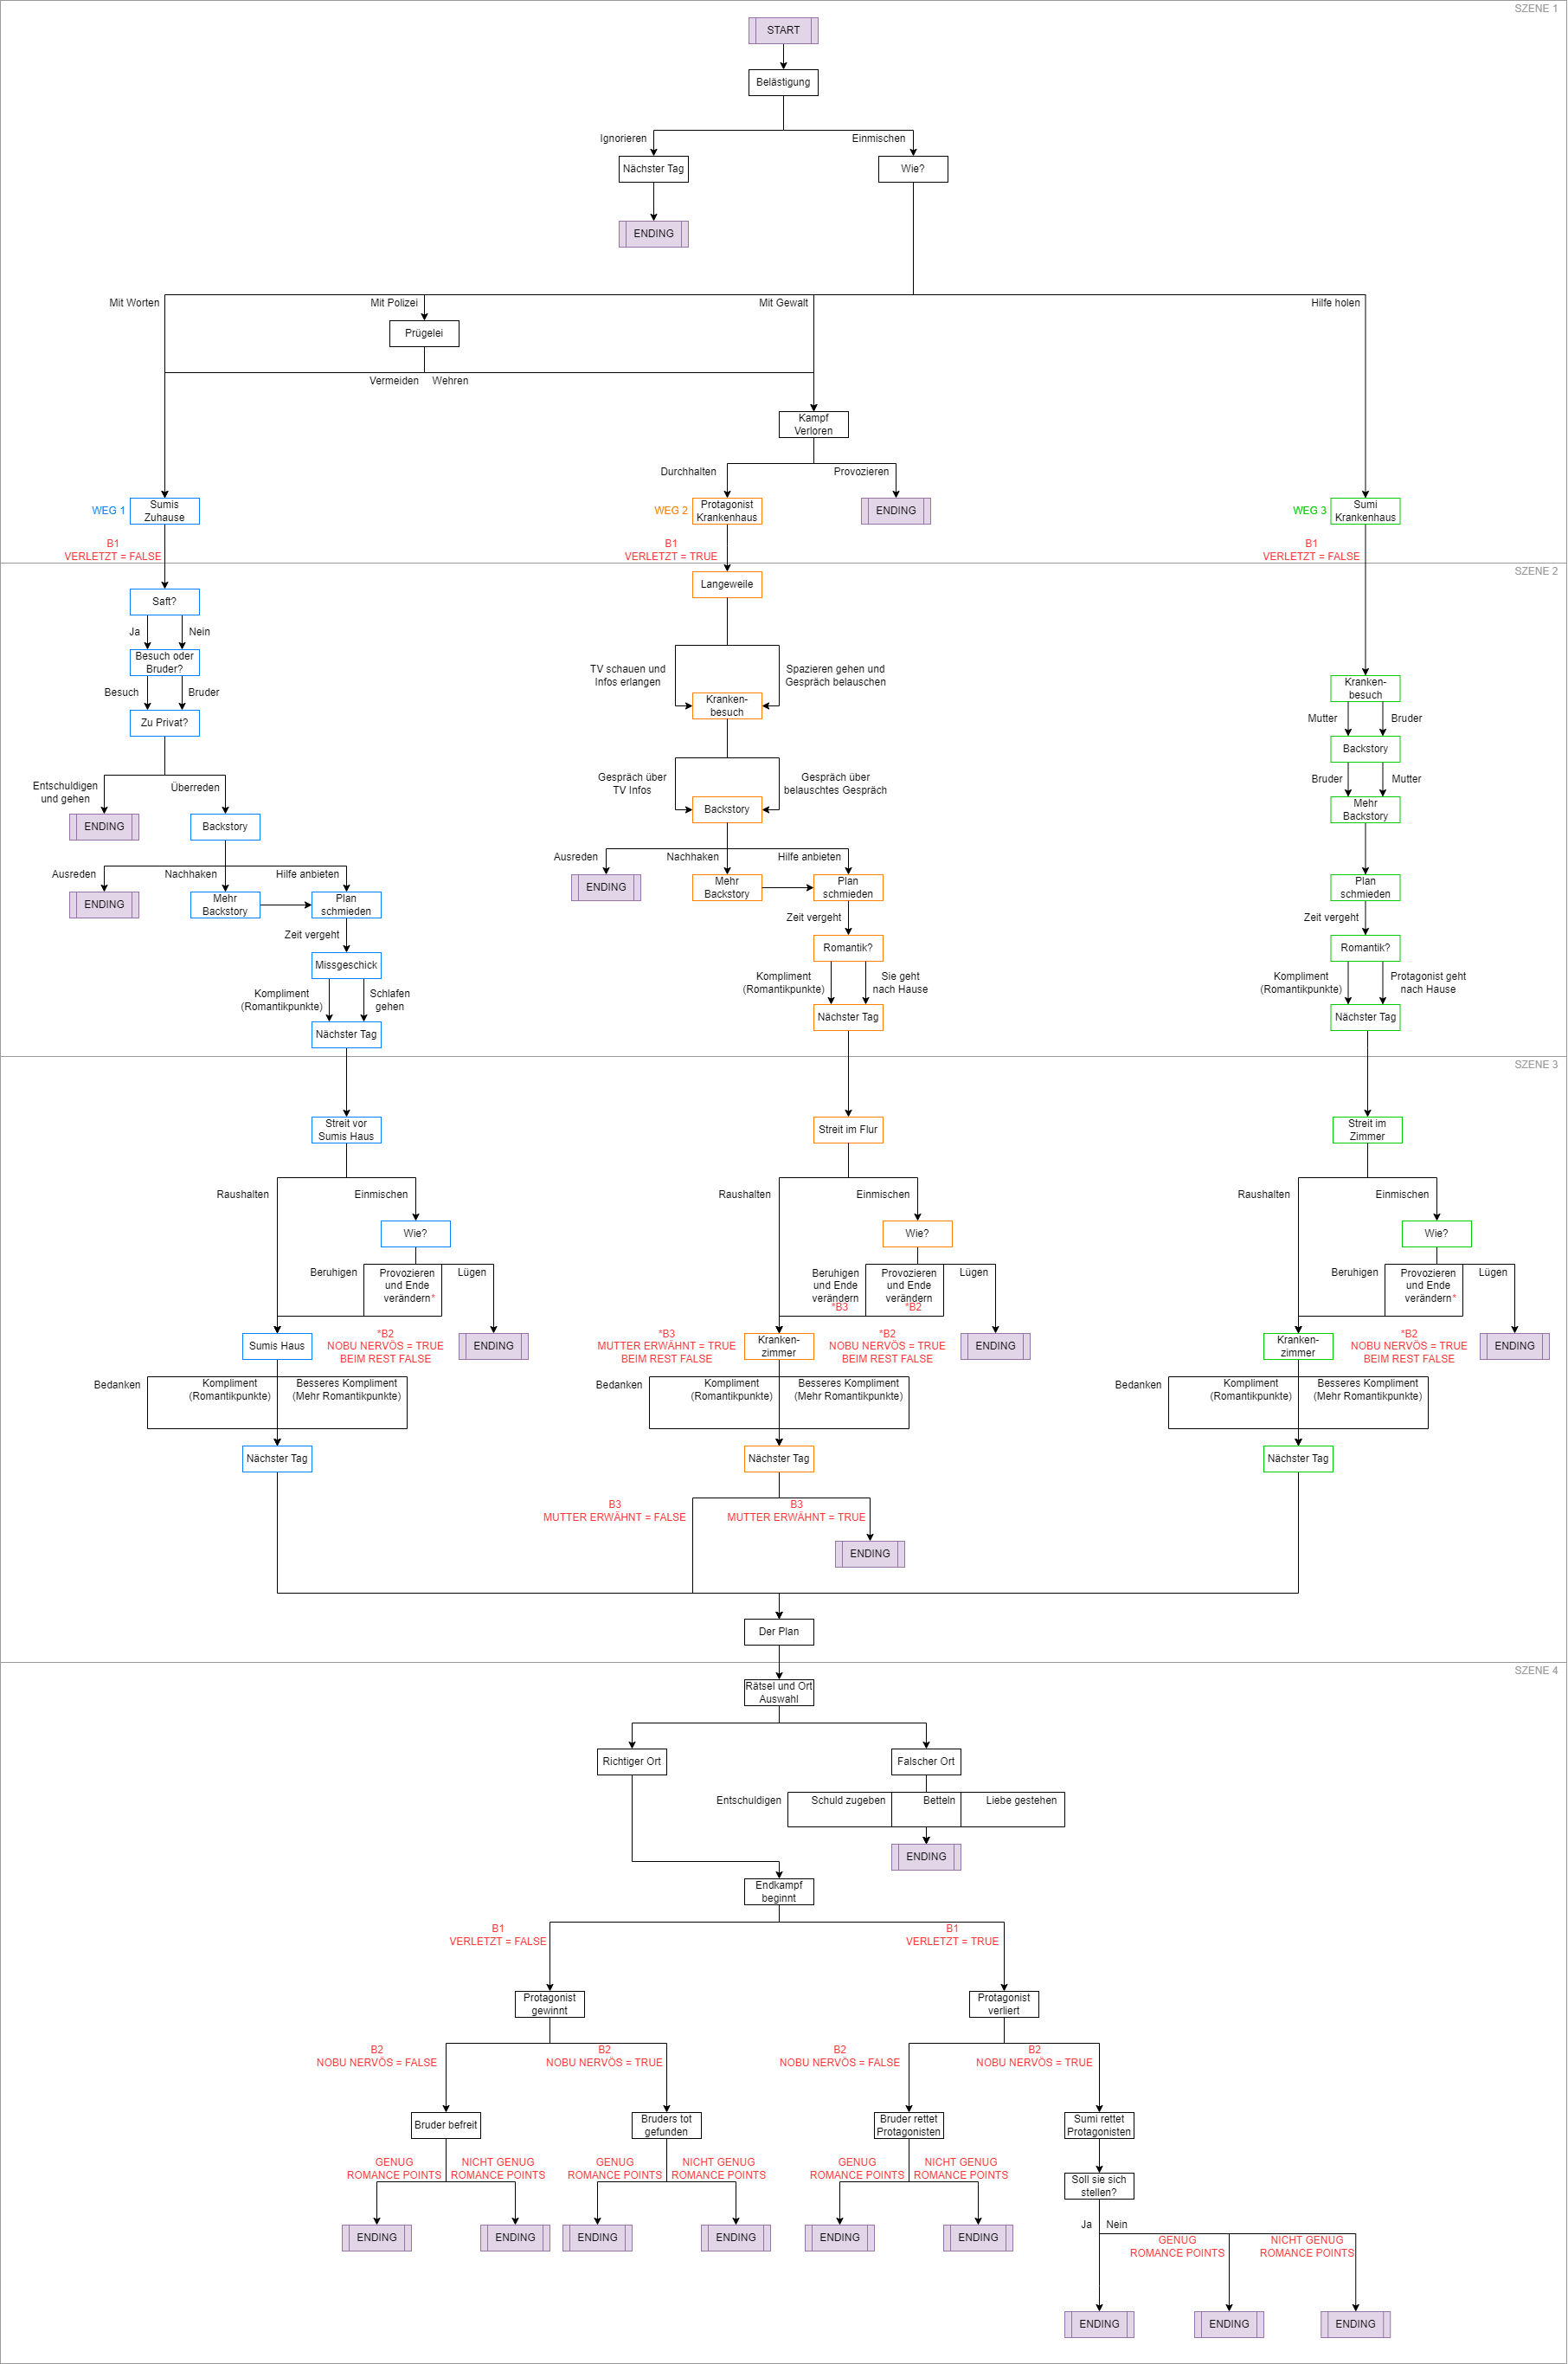 SZENE 1
START
Belästigung
Ignorieren
Einmischen
Nächster Tag
Wie?
ENDING
Mit Worten
Mit Polizei
Mit Gewalt
Hilfe holen
Prügelei
Vermeiden
Wehren
Kampf
Verloren
Durchhalten
Provozieren
WEG 1
Sumis
Zuhause
WEG 2
Protagonist
Krankenhaus
ENDING
WEG 3
Sumi
Krankenhaus
B1
VERLETZT = FALSE
B1
VERLETZT = TRUE
B1
VERLETZT = FALSE
SZENE 2
Saft?
Ja
Nein
Besuch oder
Bruder?
Besuch
Bruder
Zu Privat?
Entschuldigen
und gehen
Überreden
ENDING
Backstory
Ausreden
Nachhaken
Hilfe anbieten
ENDING
Mehr
Backstory
Plan
schmieden
Zeit vergeht
Missgeschick
Kompliment
(Romantikpunkte)
Schlafen
gehen
Nächster Tag
Langeweile
TV schauen und
Infos erlangen
Spazieren gehen und
Gespräch belauschen
Kranken-
besuch
Gespräch über
TV Infos
Gespräch über
belauschtes Gespräch
Backstory
Ausreden
Nachhaken
Hilfe anbieten
ENDING
Mehr
Backstory
Plan
schmieden
Zeit vergeht
Romantik?
Kompliment
(Romantikpunkte)
Sie geht
nach Hause
Nächster Tag
Kranken-
besuch
Mutter
Bruder
Backstory
Bruder
Mutter
Mehr
Backstory
Plan
schmieden
Zeit vergeht
Romantik?
Kompliment
(Romantikpunkte)
Protagonist geht
nach Hause
Nächster Tag
SZENE 3
Streit vor
Sumis Haus
Raushalten
Einmischen
Wie?
Beruhigen
Provozieren
und Ende
verändern*
Lügen
Sumis Haus
*B2
NOBU NERVÖS = TRUE
BEIM REST FALSE
ENDING
Bedanken
Kompliment
(Romantikpunkte)
Besseres Kompliment
(Mehr Romantikpunkte)
Nächster Tag
Streit im Flur
Raushalten
Einmischen
Wie?
Beruhigen
und Ende
verändern
*B3
Provozieren
und Ende
verändern
*B2
Lügen
*B3
MUTTER ERWÄHNT = TRUE
BEIM REST FALSE
Kranken-
zimmer
*B2
NOBU NERVÖS = TRUE
BEIM REST FALSE
ENDING
Bedanken
Kompliment
(Romantikpunkte)
Besseres Kompliment
(Mehr Romantikpunkte)
Nächster Tag
B3
MUTTER ERWÄHNT = FALSE
B3
MUTTER ERWÄHNT = TRUE
ENDING
Streit im
Zimmer
Raushalten
Einmischen
Wie?
Beruhigen
Provozieren
und Ende
verändern*
Lügen
Kranken-
zimmer
*B2
NOBU NERVÖS = TRUE
BEIM REST FALSE
ENDING
Bedanken
Kompliment
(Romantikpunkte)
Besseres Kompliment
(Mehr Romantikpunkte)
Nächster Tag
Der Plan
SZENE 4
Rätsel und Ort
Auswahl
Richtiger Ort
Falscher Ort
Entschuldigen
Schuld zugeben
Betteln
Liebe gestehen
ENDING
Endkampf
beginnt
B1
VERLETZT = FALSE
B1
VERLETZT = TRUE
Protagonist
gewinnt
Protagonist
verliert
B2
NOBU NERVÖS = FALSE
B2
NOBU NERVÖS = TRUE
B2
NOBU NERVÖS = FALSE
B2
NOBU NERVÖS = TRUE
Bruder befreit
Bruders tot
gefunden
Bruder rettet
Protagonisten
Sumi rettet
Protagonisten
GENUG
ROMANCE POINTS
NICHT GENUG
ROMANCE POINTS
GENUG
ROMANCE POINTS
NICHT GENUG
ROMANCE POINTS
GENUG
ROMANCE POINTS
NICHT GENUG
ROMANCE POINTS
Soll sie sich
stellen?
Ja
Nein
ENDING
ENDING
ENDING
ENDING
ENDING
ENDING
GENUG
ROMANCE POINTS
NICHT GENUG
ROMANCE POINTS
ENDING
ENDING
ENDING